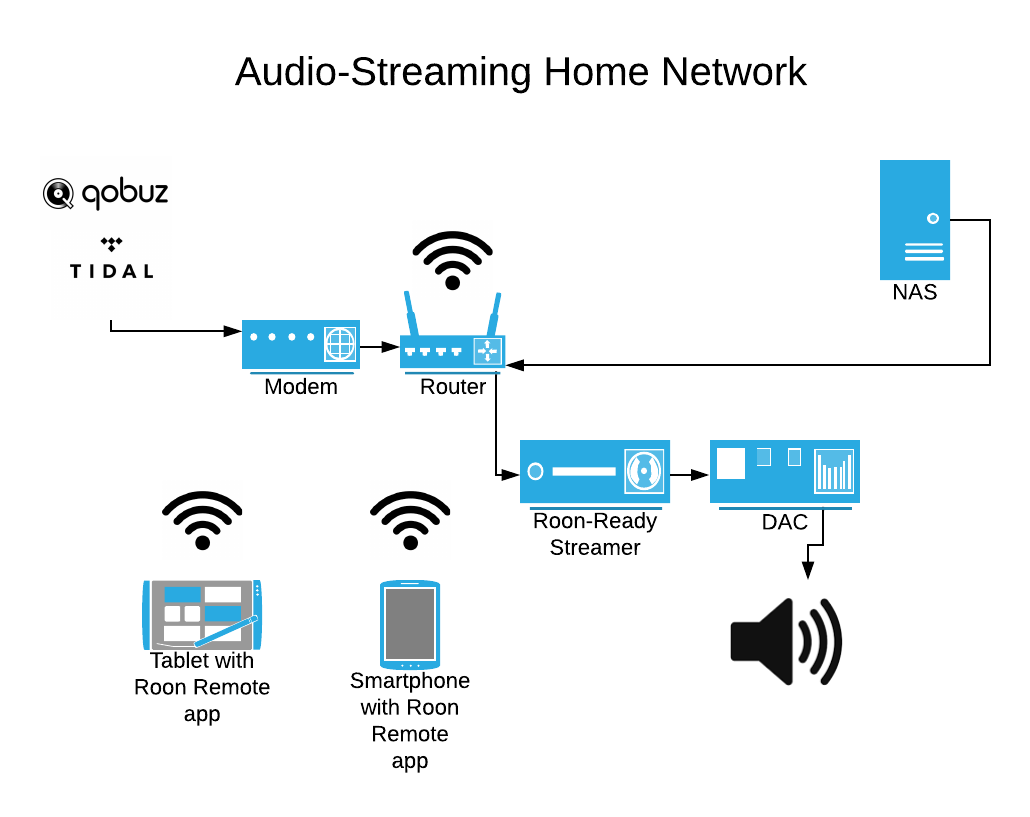 Audio-Streaming Home Network
qobuz
TIDAL
NAS
Modem
Router
Roon-Ready
Streamer
DAC
Tablet with
Roon Remote
app
Smartphone
with Roon
Remote
app